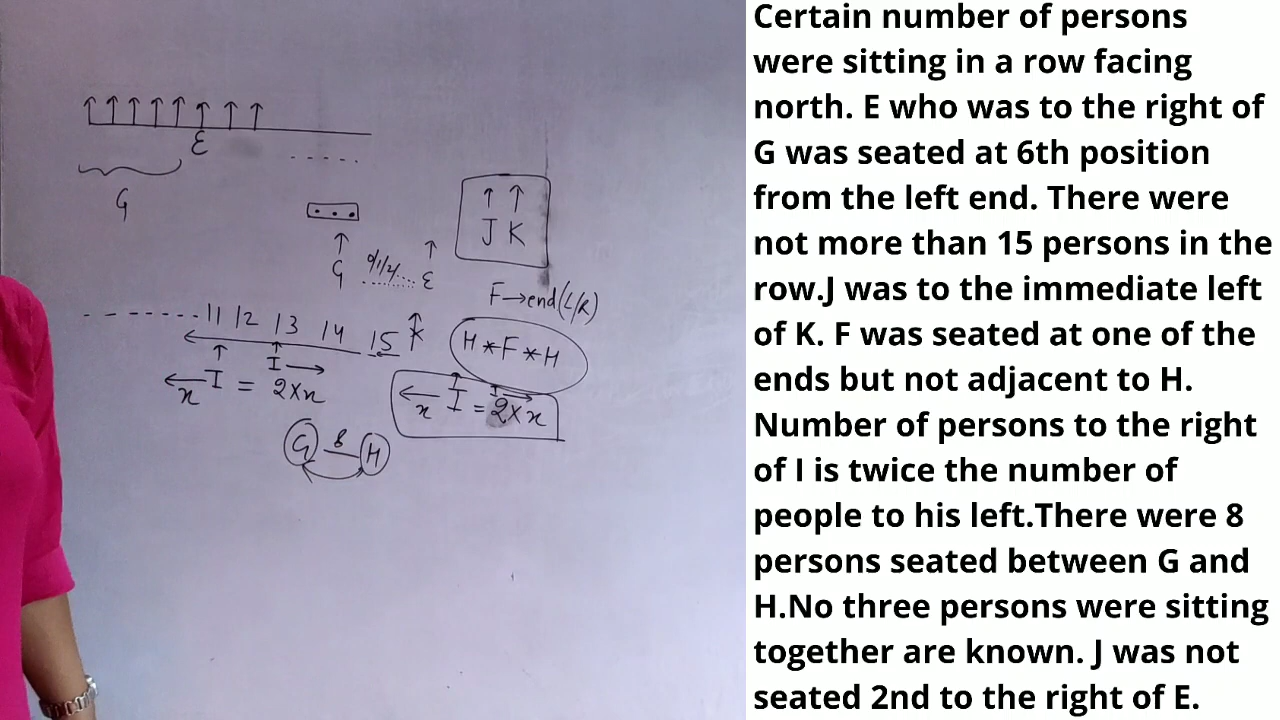 Certain number of persons
were sitting in a row facing
north. E who was to the right of
G was seated at 6th position
from the left end. There were
not more than 15 persons in the
row.J was to the immediate left
of K. F was seated at one of the
ends but not adjacent to H.
Number of persons to the right
of I is twice the number of
people to his left.There were 8
persons seated between G and
H.No three persons were sitting
together are known. J was not
seated 2nd to the right of E.
E
G
J K
G 0/1/2/.... E
F→end(L/R)
11 12 13 14 15 K
H*F*H
I
x I = 2×x
x I = 2×x
G 8 H